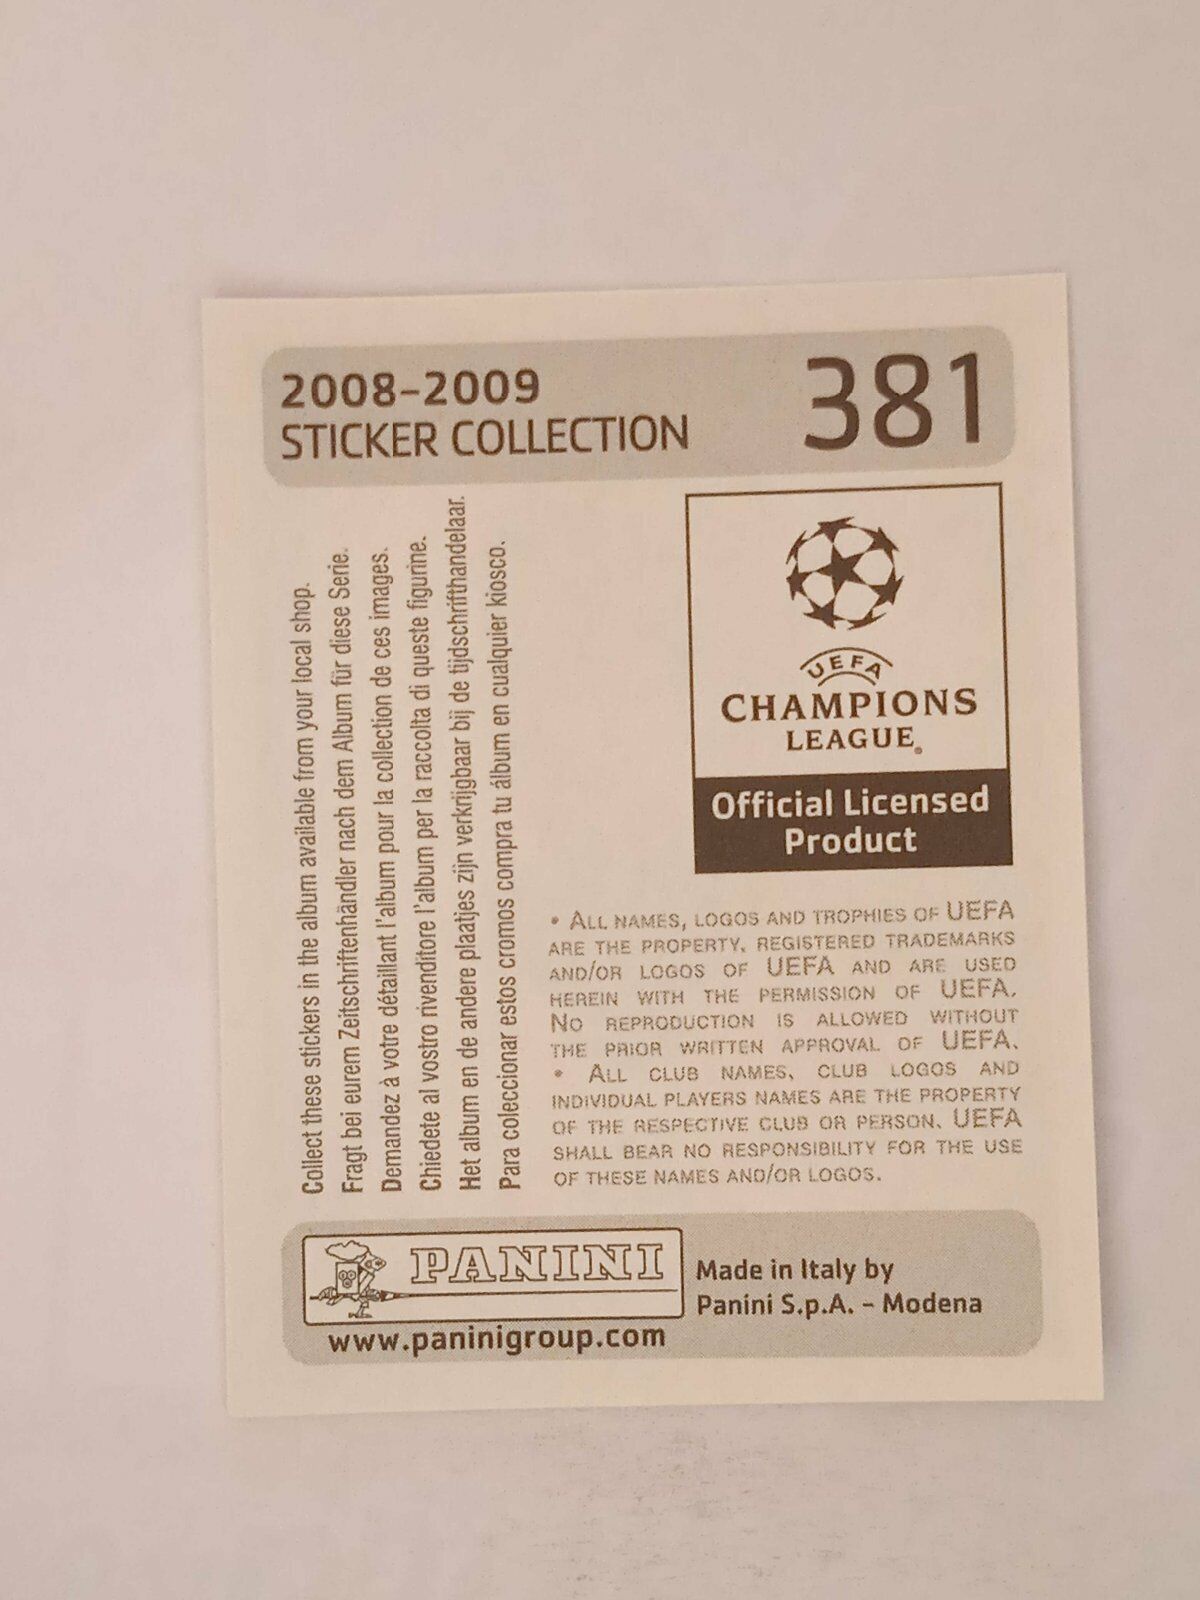 2008-2009
STICKER COLLECTION
381
Collect these stickers in the album available from your local shop.
Fragt bei eurem Zeitschriftenhändler nach dem Album für diese Serie.
Demandez à votre détaillant l'album pour la collection de ces images.
Chiedete al vostro rivenditore l'album per la raccolta di queste figurine.
Het album en de andere plaatjes zijn verkrijgbaar bij de tijdschrifthandelaar.
Para coleccionar estos cromos compra tu álbum en cualquier kiosco.
UEFA
CHAMPIONS
LEAGUE®
Official Licensed
Product
• ALL NAMES, LOGOS AND TROPHIES OF UEFA
ARE THE PROPERTY, REGISTERED TRADEMARKS
AND/OR LOGOS OF UEFA AND ARE USED
HEREIN WITH THE PERMISSION OF UEFA.
NO REPRODUCTION IS ALLOWED WITHOUT
THE PRIOR WRITTEN APPROVAL OF UEFA.
• ALL CLUB NAMES, CLUB LOGOS AND
INDIVIDUAL PLAYERS NAMES ARE THE PROPERTY
OF THE RESPECTIVE CLUB OR PERSON. UEFA
SHALL BEAR NO RESPONSIBILITY FOR THE USE
OF THESE NAMES AND/OR LOGOS.
PANINI
www.paninigroup.com
Made in Italy by
Panini S.p.A. - Modena